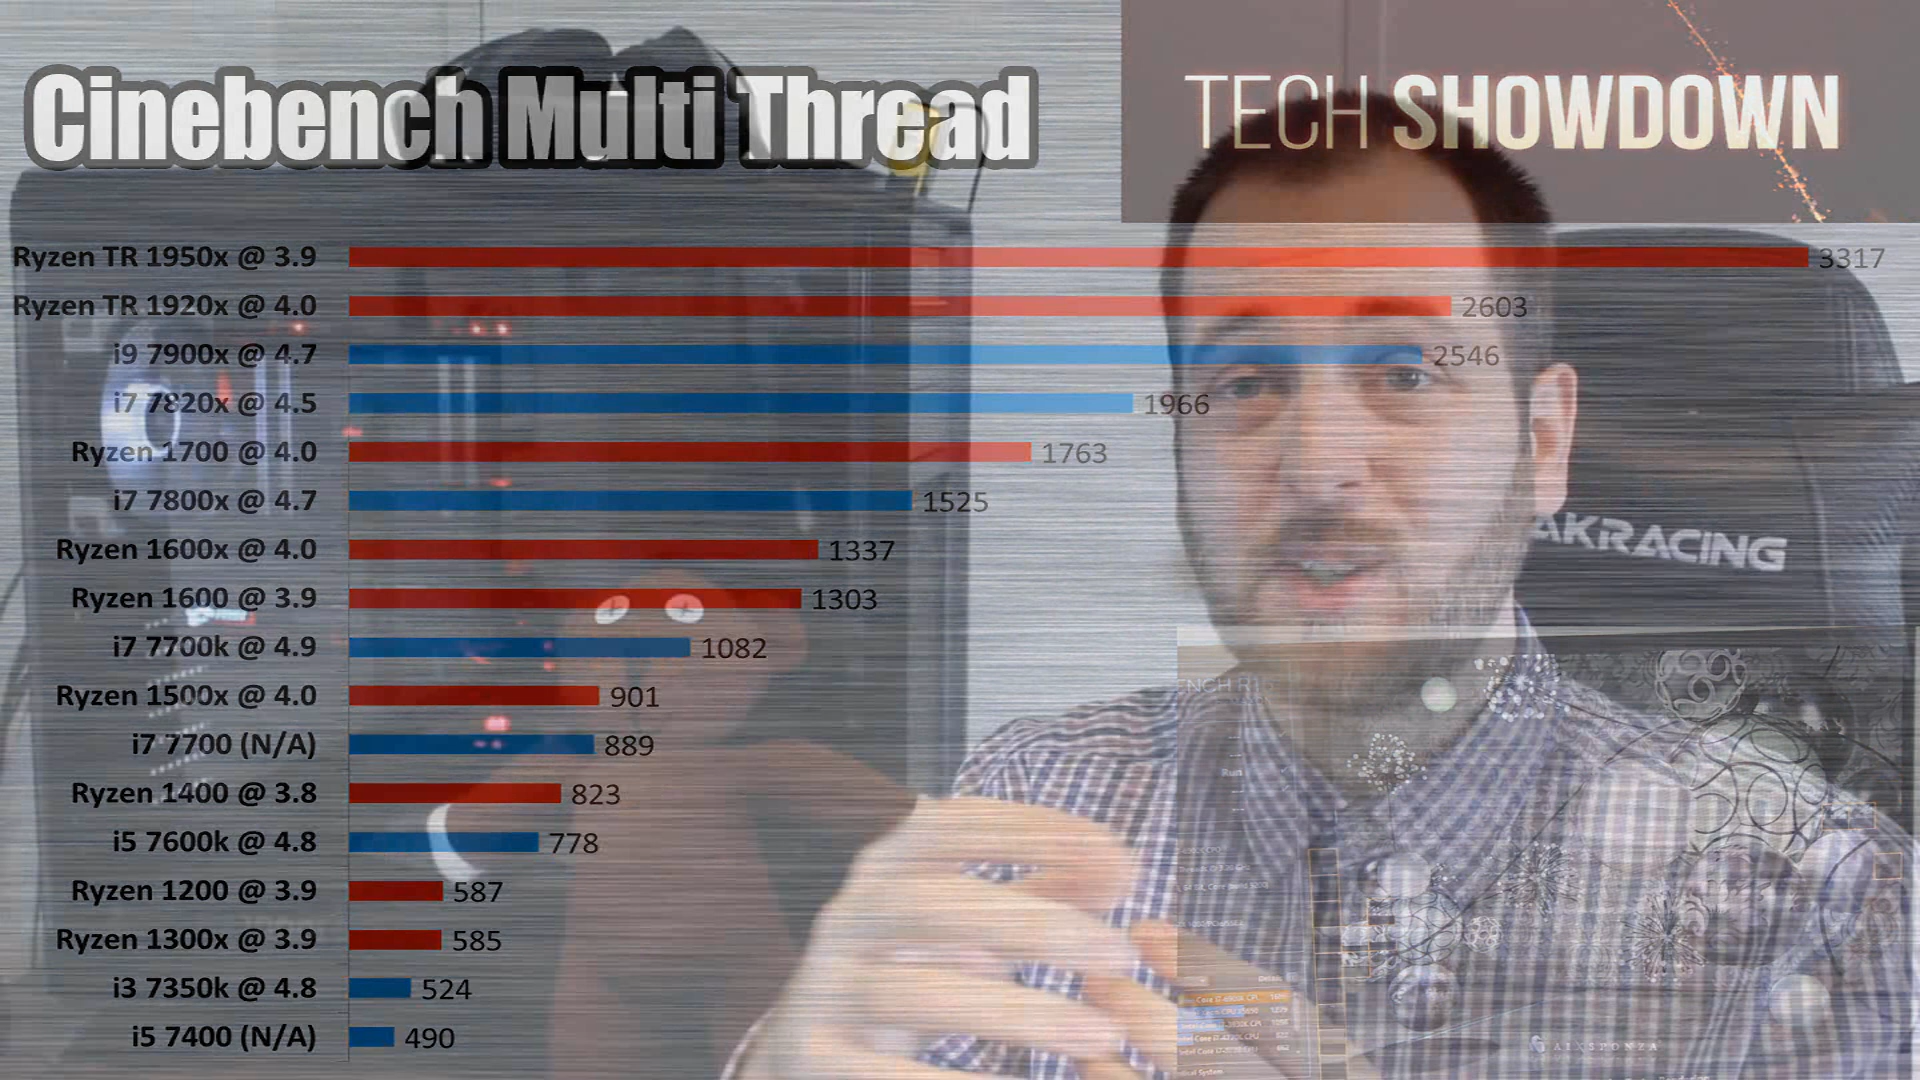 Cinebench Multi Thread
TECH SHOWDOWN
Ryzen TR 1950x @ 3.9 3317
Ryzen TR 1920x @ 4.0 2603
i9 7900x @ 4.7 2546
i7 7820x @ 4.5 1966
Ryzen 1700 @ 4.0 1763
i7 7800x @ 4.7 1525
Ryzen 1600x @ 4.0 1337
AKRACING
Ryzen 1600 @ 3.9 1303
i7 7700k @ 4.9 1082
Ryzen 1500x @ 4.0 901
i7 7700 (N/A) 889
Run
Ryzen 1400 @ 3.8 823
i5 7600k @ 4.8 778
Ryzen 1200 @ 3.9 587
Ryzen 1300x @ 3.9 585
i3 7350k @ 4.8 524
i5 7400 (N/A) 490
AIXSPONZA